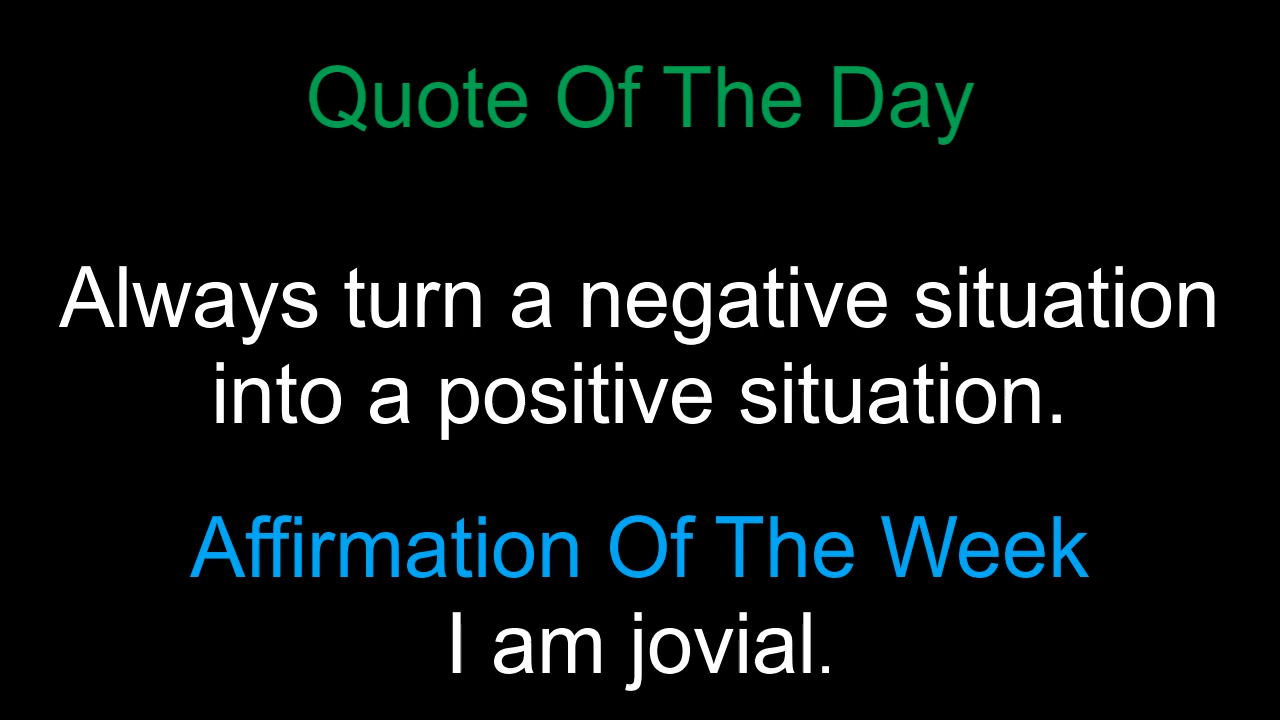 Quote Of The Day
Always turn a negative situation
into a positive situation.
Affirmation Of The Week
I am jovial.